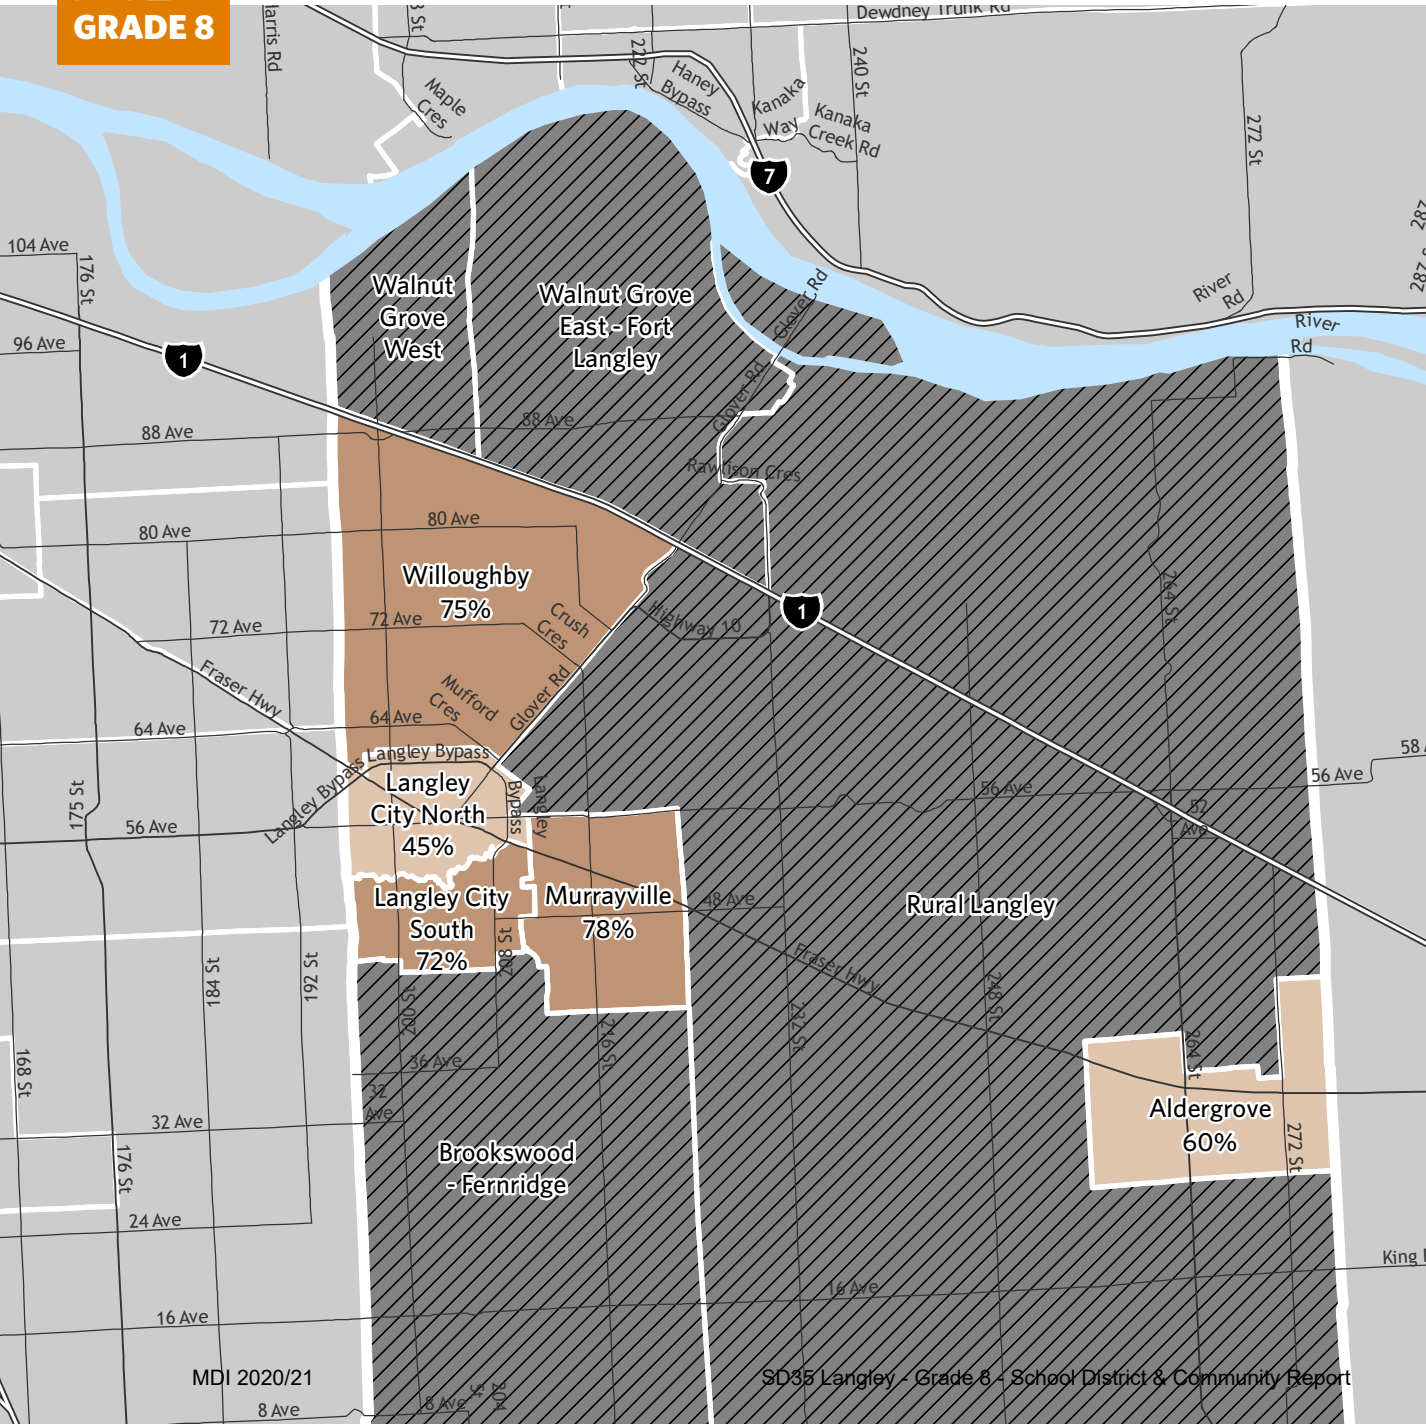 GRADE 8
Harris Rd
Dewdney Trunk Rd
222 St
240 St
Maple
Cres
Haney
Bypass
Kanaka
Way
Kanaka
Creek Rd
272 St
7
104 Ave
176 St
287
287 S
River
Rd
River
Rd
Walnut
Grove
West
Walnut Grove
East - Fort
Langley
Glover Rd
96 Ave
1
Glover Rd
88 Ave
88 Ave
Rawlison Cres
80 Ave
80 Ave
Willoughby
75%
72 Ave
72 Ave
Crush
Cres
Highway 10
1
264 St
Fraser Hwy
Mufford
Cres
Glover Rd
64 Ave
64 Ave
Langley Bypass
Langley Bypass
Langley
Bypass
Langley
City North
45%
175 St
56 Ave
56 Ave
56 Ave
58
52
Ave
Langley City
South
72%
Murrayville
78%
48 Ave
Rural Langley
Fraser Hwy
184 St
192 St
200 St
208 St
216 St
232 St
248 St
264 St
168 St
36 Ave
32
Ave
32 Ave
Aldergrove
60%
272 St
176 St
Brookswood
- Fernridge
24 Ave
King
16 Ave
16 Ave
MDI 2020/21
SD35 Langley - Grade 8 - School District & Community Report
8 Ave
8 Ave
204
St